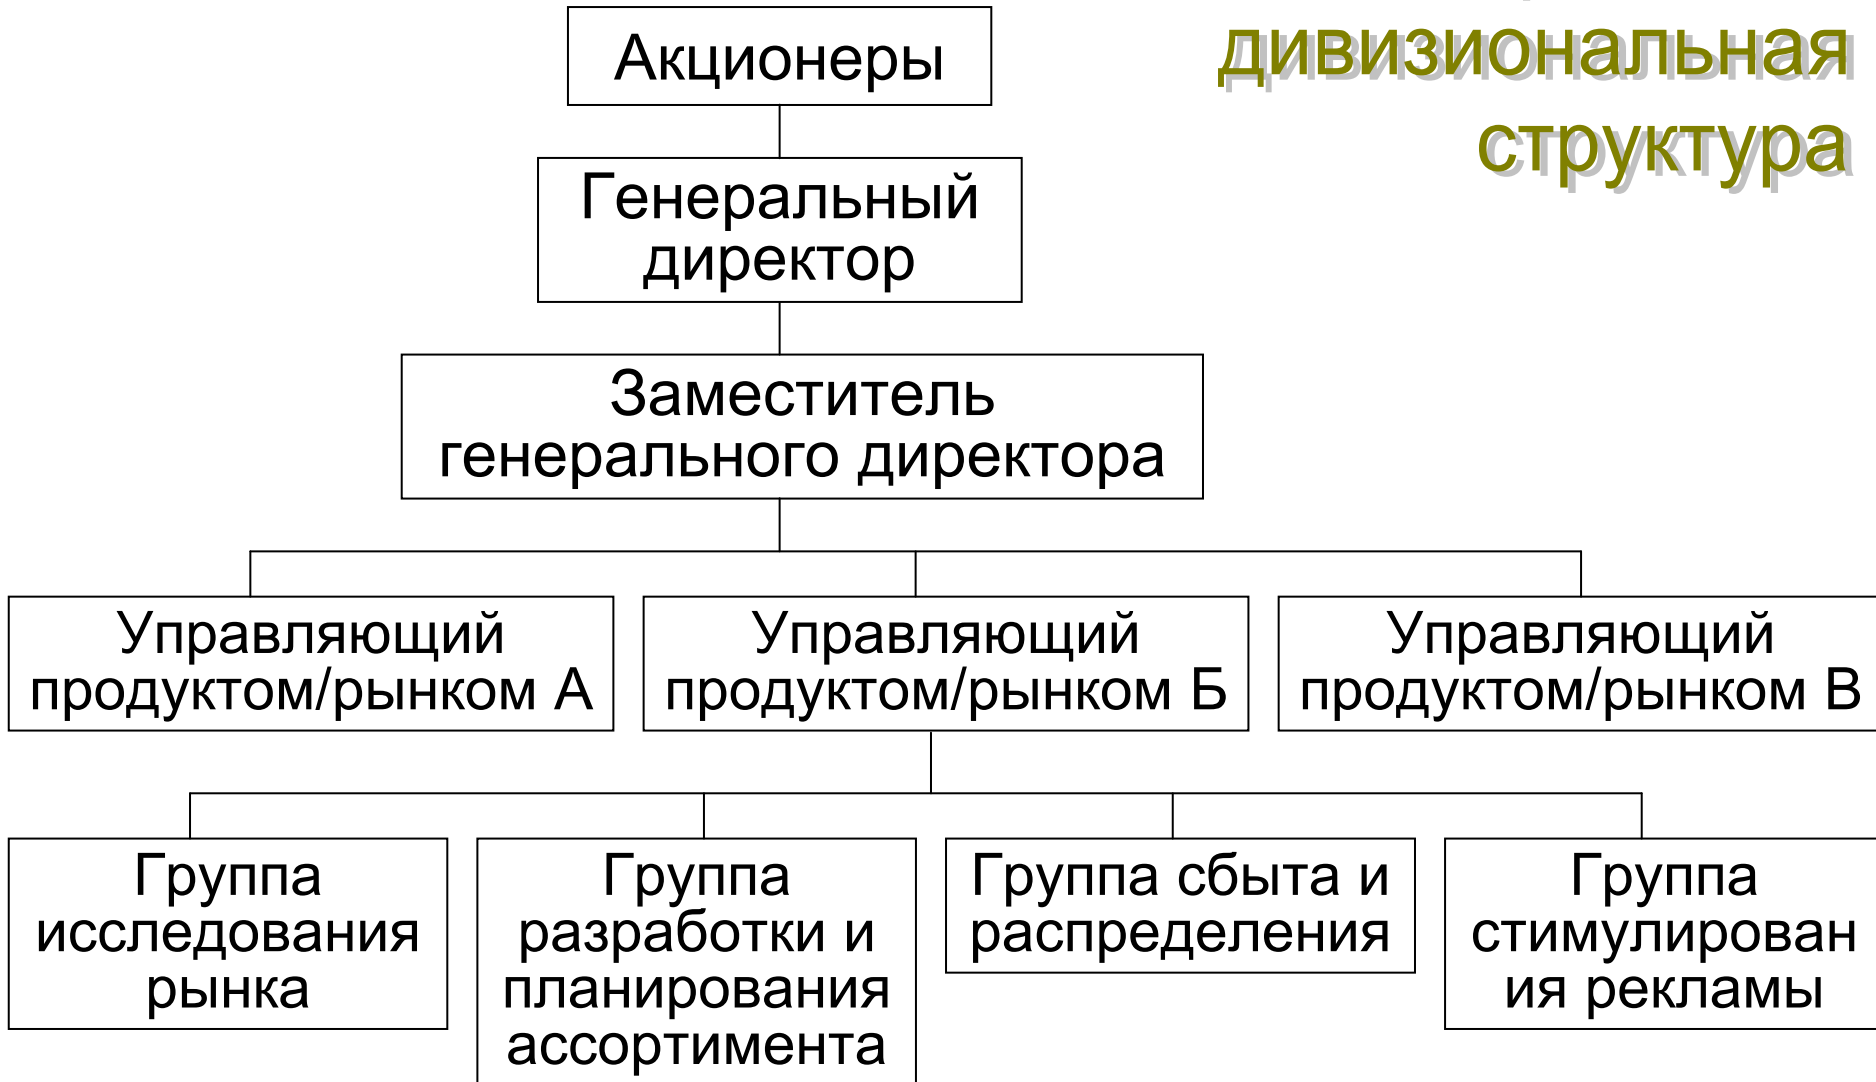 дивизиональная
структура
Акционеры
Генеральный
директор
Заместитель
генерального директора
Управляющий
продуктом/рынком А
Управляющий
продуктом/рынком Б
Управляющий
продуктом/рынком В
Группа
исследования
рынка
Группа
разработки и
планирования
ассортимента
Группа сбыта и
распределения
Группа
стимулирован
ия рекламы